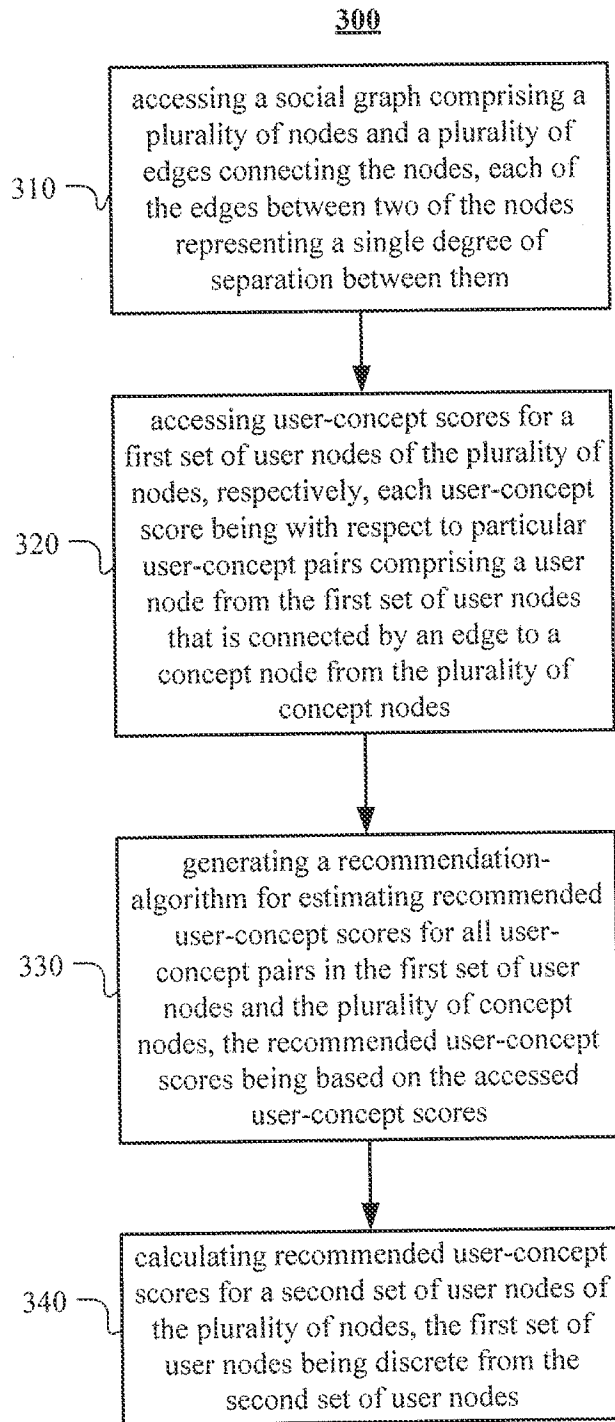 300
310
accessing a social graph comprising a
plurality of nodes and a plurality of
edges connecting the nodes, each of
the edges between two of the nodes
representing a single degree of
separation between them
320
accessing user-concept scores for a
first set of user nodes of the plurality of
nodes, respectively, each user-concept
score being with respect to particular
user-concept pairs comprising a user
node from the first set of user nodes
that is connected by an edge to a
concept node from the plurality of
concept nodes
330
generating a recommendation-
algorithm for estimating recommended
user-concept scores for all user-
concept pairs in the first set of user
nodes and the plurality of concept
nodes, the recommended user-concept
scores being based on the accessed
user-concept scores
340
calculating recommended user-concept
scores for a second set of user nodes of
the plurality of nodes, the first set of
user nodes being discrete from the
second set of user nodes